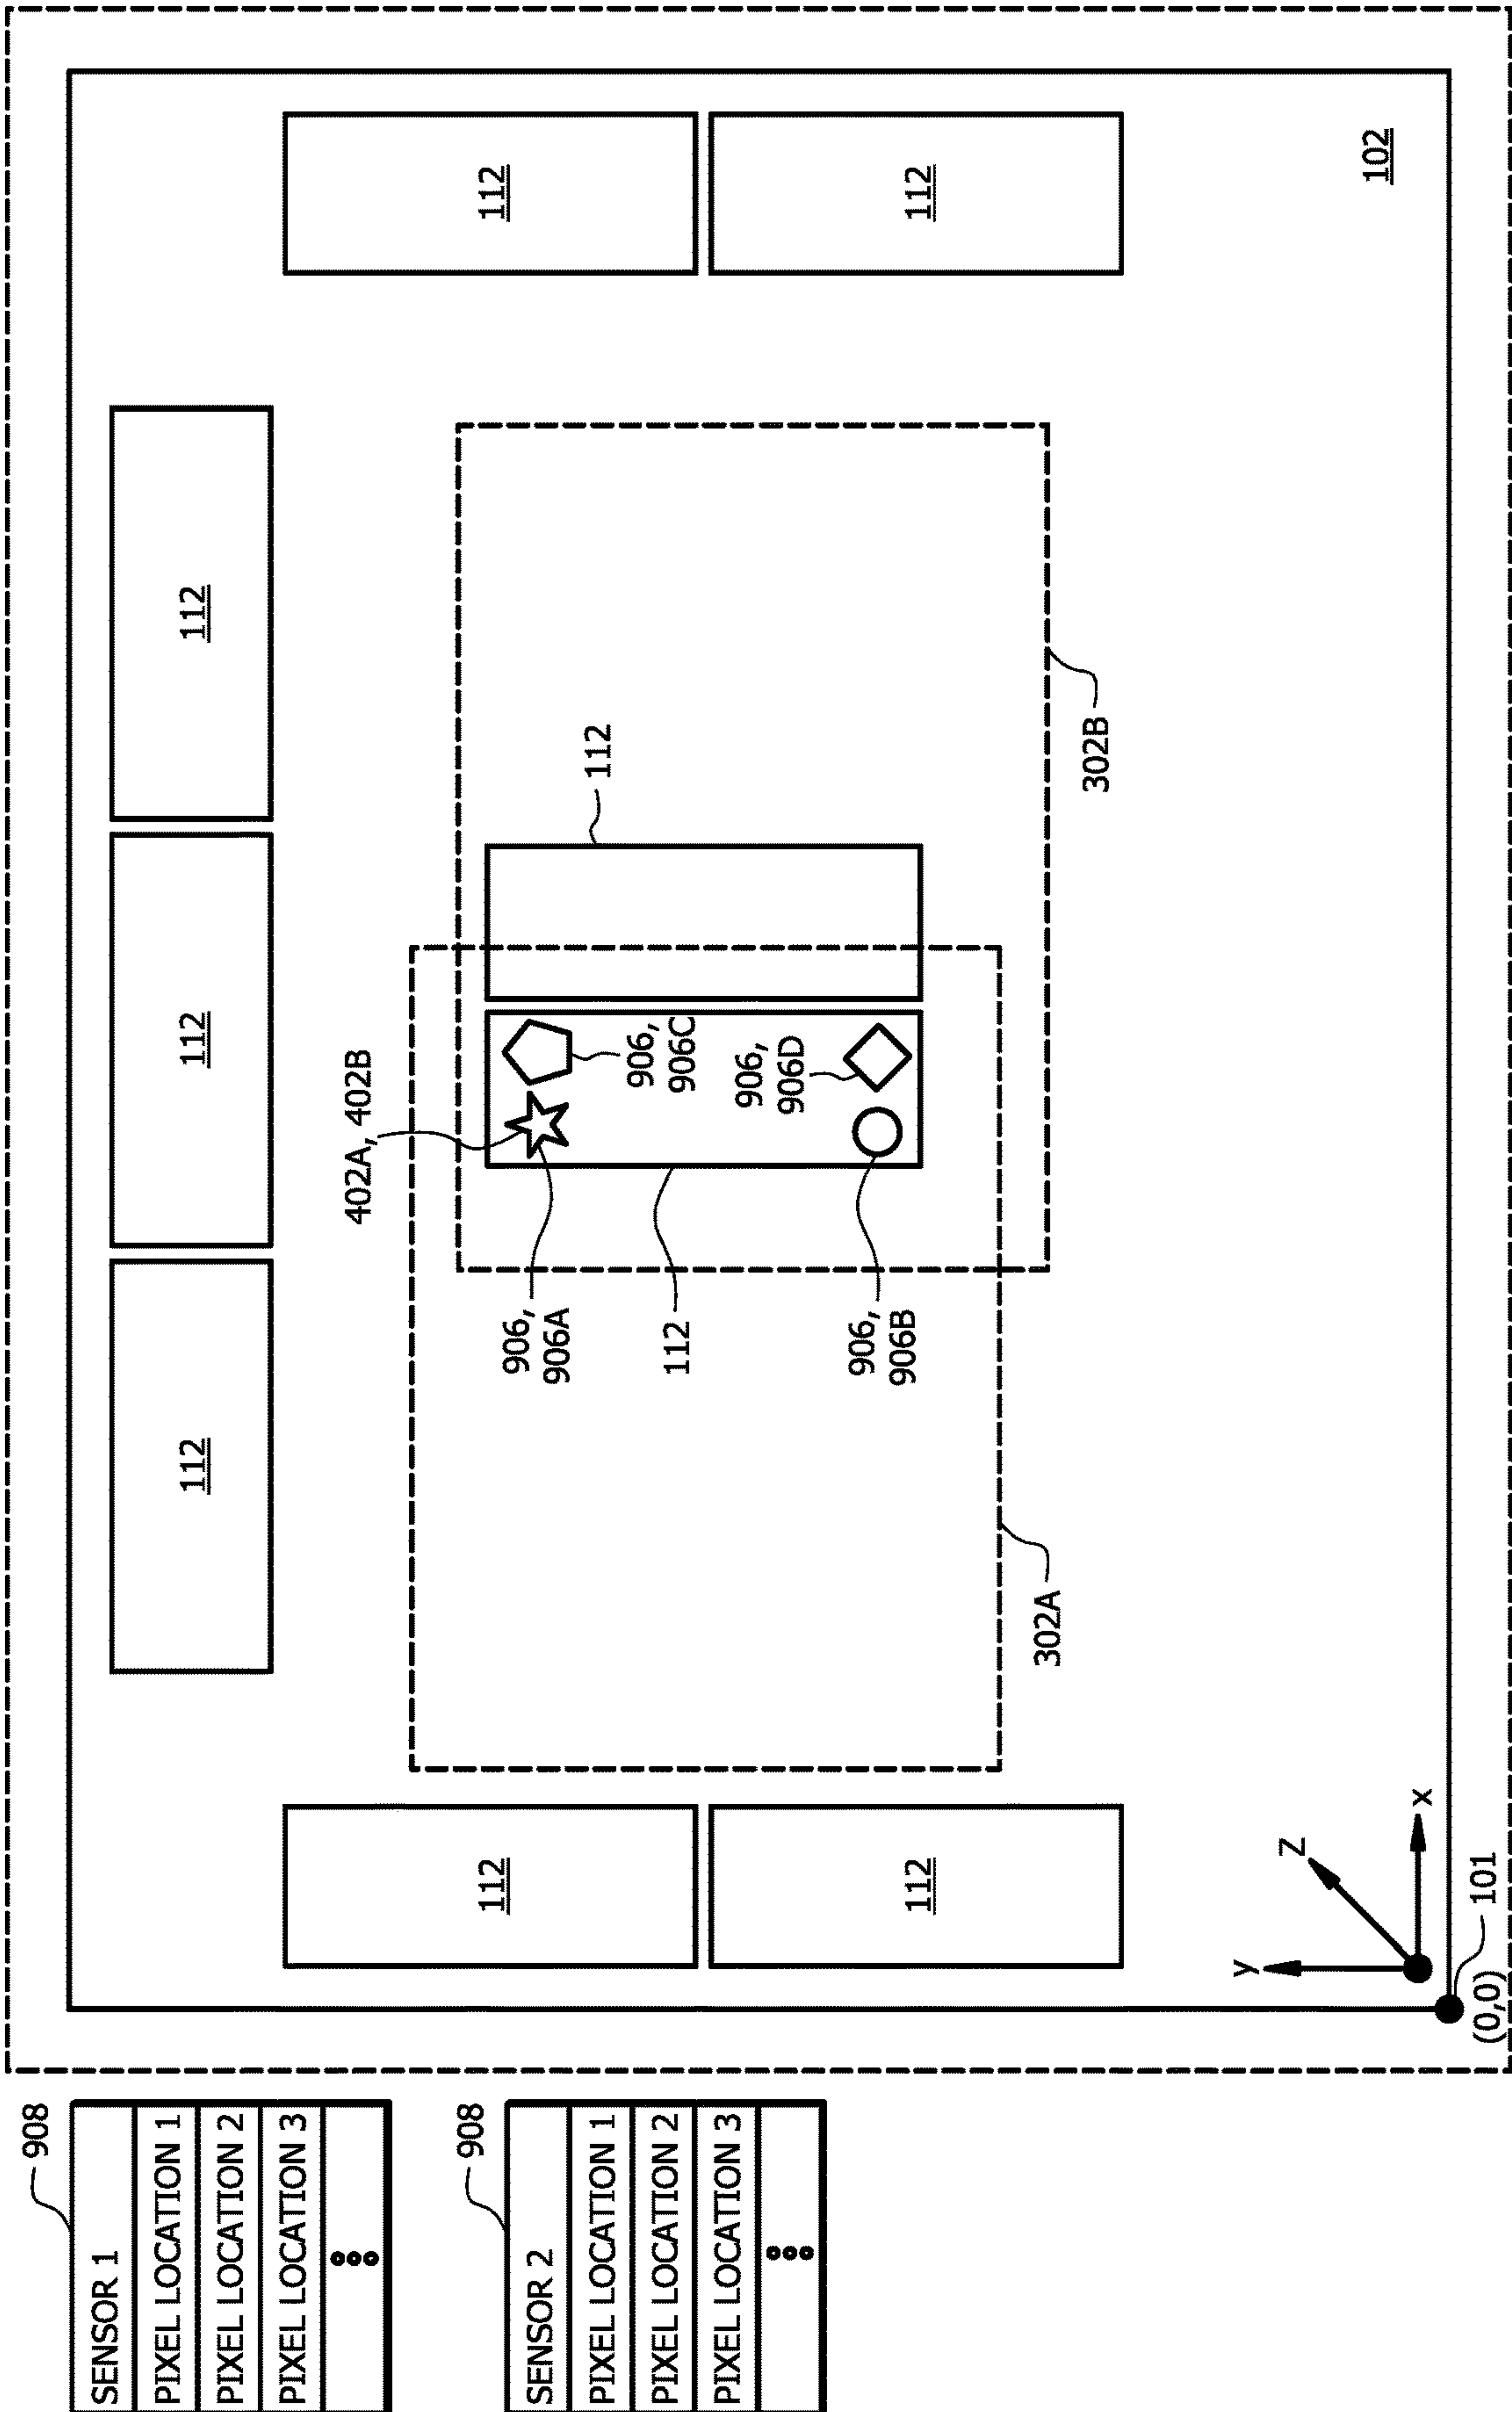 908
SENSOR 1
PIXEL LOCATION 1
PIXEL LOCATION 2
PIXEL LOCATION 3
908
SENSOR 2
PIXEL LOCATION 1
PIXEL LOCATION 2
PIXEL LOCATION 3
112
112
112
112
112
112
112
402A, 402B
112
906,
906C
906,
906D
906,
906A
112
906,
906B
302A
302B
102
y
Z
x
(0,0)
101